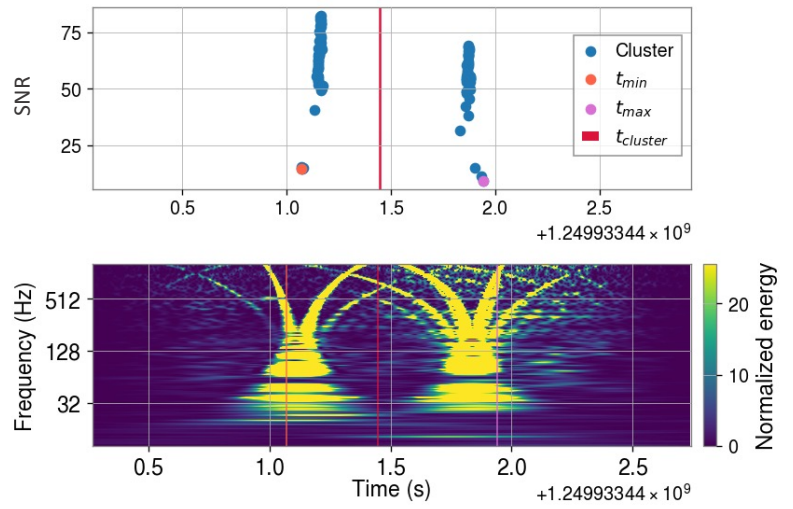 SNR
75
50
25
Cluster
t_min
t_max
t_cluster
0.5 1.0 1.5 2.0 2.5
+1.24993344 × 10⁹
Frequency (Hz)
512
128
32
20
10
0
Normalized energy
0.5 1.0 1.5 2.0 2.5
Time (s)
+1.24993344 × 10⁹